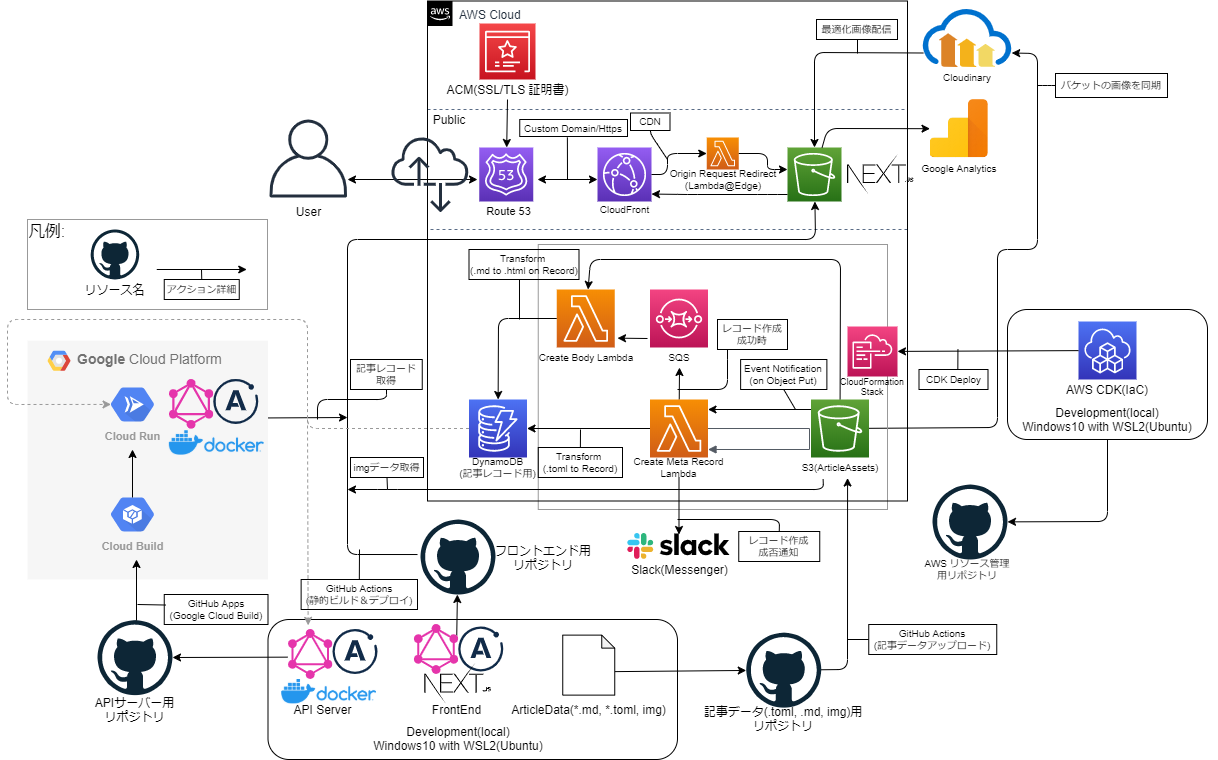 aws
AWS Cloud
ACM(SSL/TLS 証明書)
最適化画像配信
Cloudinary
バケットの画像を同期
Public
Custom Domain/Https
CDN
Origin Request Redirect
(Lambda@Edge)
NEXT.JS
Google Analytics
User
53
Route 53
CloudFront
凡例:
リソース名
アクション詳細
Transform
(.md to .html on Record)
Create Body Lambda
SQS
レコード作成
成功時
Event Notification
(on Object Put)
CloudFormation
Stack
CDK Deploy
AWS CDK(IaC)
Development(local)
Windows10 with WSL2(Ubuntu)
Google Cloud Platform
Cloud Run
docker
Cloud Build
記事レコード
取得
imgデータ取得
DynamoDB
(記事レコード用)
Transform
(.toml to Record)
Create Meta Record
Lambda
S3(ArticleAssets)
slack
Slack(Messenger)
レコード作成
成否通知
AWS リソース管理
用リポジトリ
フロントエンド用
リポジトリ
GitHub Actions
(静的ビルド＆デプロイ)
GitHub Apps
(Google Cloud Build)
APIサーバー用
リポジトリ
docker
API Server
NEXT.JS
FrontEnd
ArticleData(*.md, *.toml, img)
Development(local)
Windows10 with WSL2(Ubuntu)
GitHub Actions
(記事データアップロード)
記事データ(.toml, .md, img)用
リポジトリ